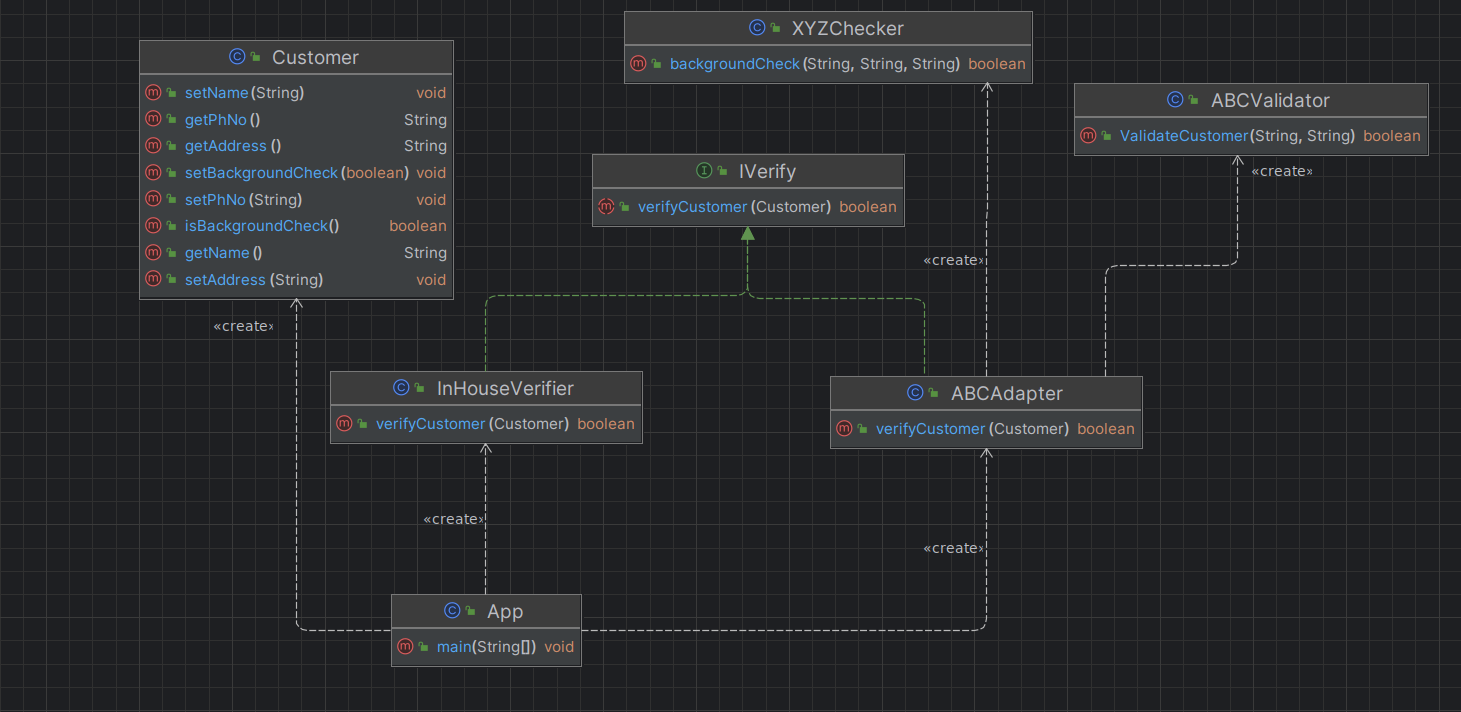 Customer
setName(String) void
getPhNo() String
getAddress() String
setBackgroundCheck(boolean) void
setPhNo(String) void
isBackgroundCheck() boolean
getName() String
setAddress(String) void
XYZChecker
backgroundCheck(String, String, String) boolean
ABCValidator
ValidateCustomer(String, String) boolean
IVerify
verifyCustomer(Customer) boolean
«create»
«create»
«create»
InHouseVerifier
verifyCustomer(Customer) boolean
ABCAdapter
verifyCustomer(Customer) boolean
«create»
«create»
App
main(String[]) void